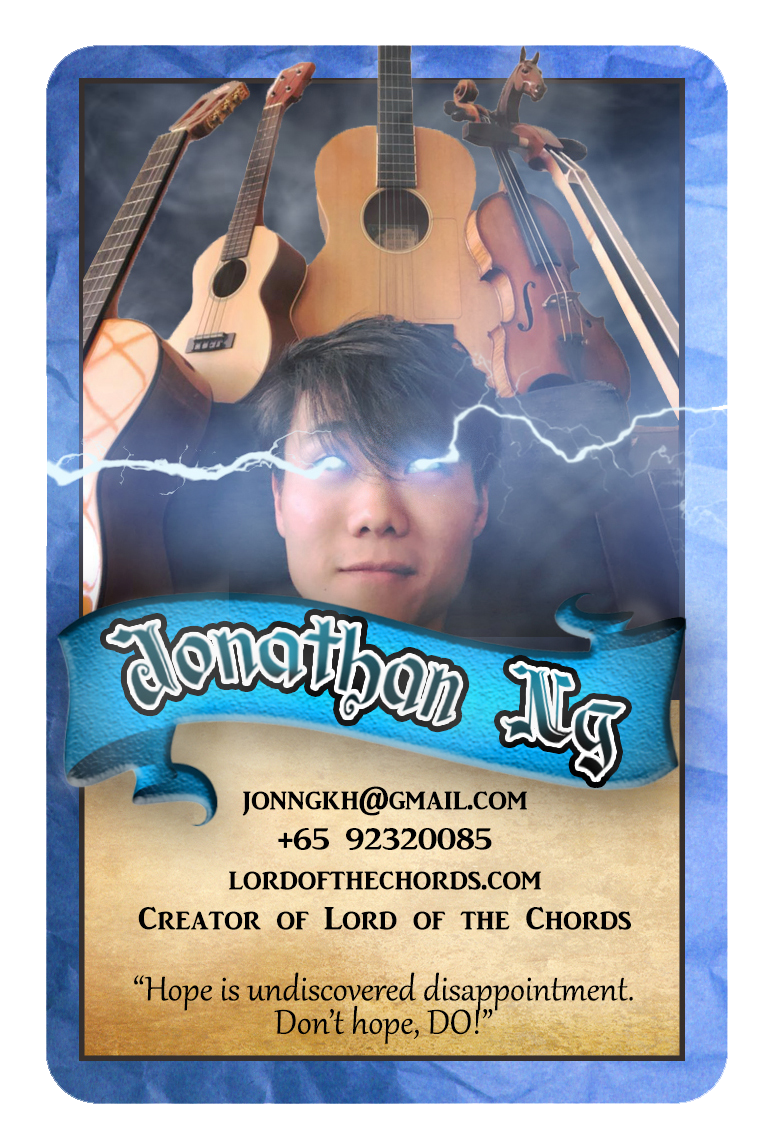 Jonathan Ng
JONNGKH@GMAIL.COM
+65 92320085
LORDOFTHECHORDS.COM
Creator of Lord of the Chords
“Hope is undiscovered disappointment.
Don’t hope, DO!”